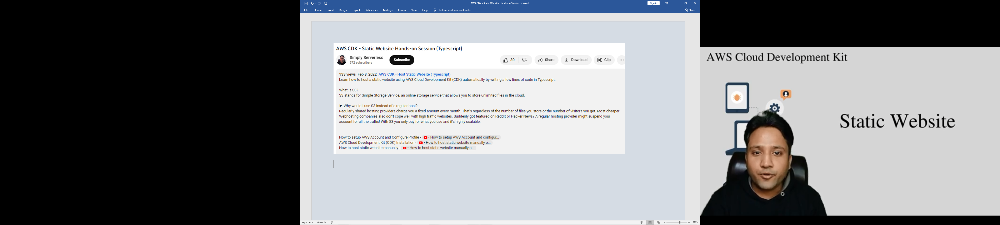 AWS CDK - Static Website Hands-on Session - Word
Sign in
File Home Insert Design Layout References Mailings Review View Help Tell me what you want to do
Share
AWS CDK - Static Website Hands-on Session (Typescript)
Simply Serverless
372 subscribers
Subscribe
30
Share
Download
Clip
933 views Feb 8, 2022 AWS CDK - Host Static Website (Typescript)
Learn how to host a static website using AWS Cloud Development Kit (CDK) automatically by writing a few lines of code in Typescript.
What is S3?
S3 stands for Simple Storage Service, an online storage service that allows you to store unlimited files in the cloud.
► Why would I use S3 instead of a regular host?
Regularly shared hosting providers charge you a fixed amount every month. That's regardless of the number of files you store or the number of visitors you get. Most cheaper
Webhosting companies also don't cope well with high traffic websites. Suddenly got featured on Reddit or Hacker News? A regular hosting provider might suspend your
account for all the traffic! With S3 you only pay for what you use and it's highly scalable.
How to setup AWS Account and Configure Profile - • How to setup AWS Account and configur...
AWS Cloud Development Kit (CDK) Installation - • How to host static website manually o...
How to host static website manually - • How to host static website manually o...
Page 1 of 1 0 words
220%
AWS Cloud Development Kit
Static Website